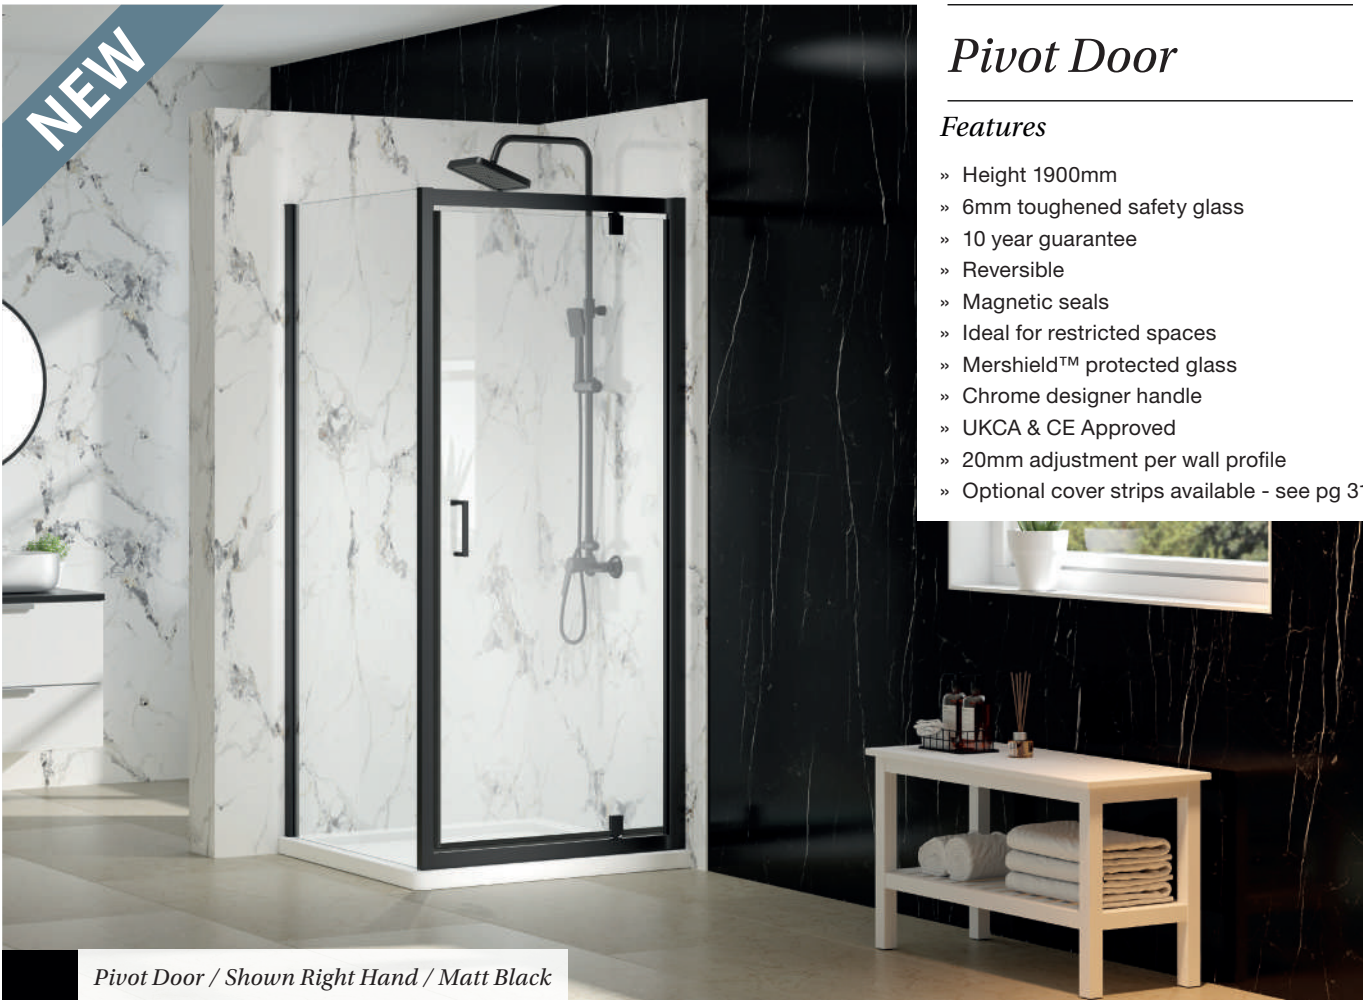 NEW
Pivot Door
Features
» Height 1900mm
» 6mm toughened safety glass
» 10 year guarantee
» Reversible
» Magnetic seals
» Ideal for restricted spaces
» Mershield™ protected glass
» Chrome designer handle
» UKCA & CE Approved
» 20mm adjustment per wall profile
» Optional cover strips available - see pg
Pivot Door / Shown Right Hand / Matt Black